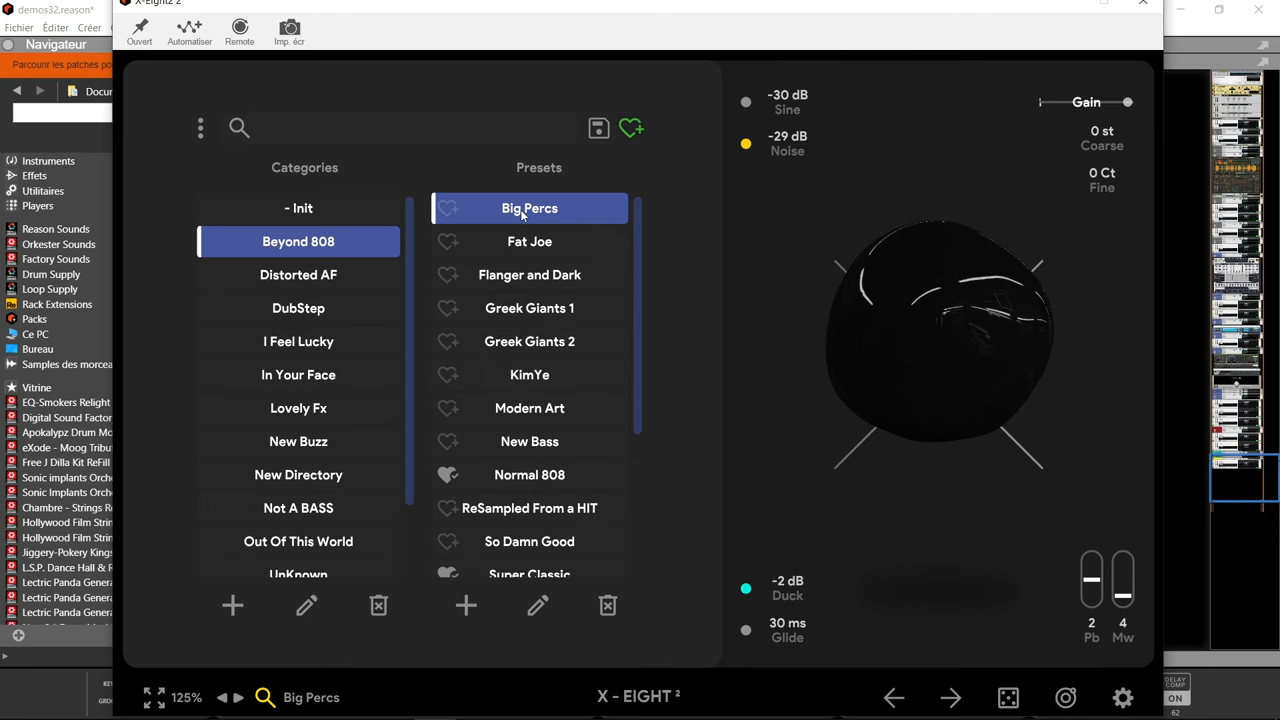 demos32.reason*
X-Eight2 2
Fichier Éditer Créer
Ouvert Automatiser Remote Imp. écr
Navigateur
Parcourir les patches po
Docum
Instruments
Effets
Utilitaires
Players
Reason Sounds
Orkester Sounds
Factory Sounds
Drum Supply
Loop Supply
Rack Extensions
Packs
Ce PC
Bureau
Samples des morcea
Vitrine
EQ-Smokers Relight
Digital Sound Factor
Apokalypz Drum Mo
eXode - Moog Tribut
Free J Dilla Kit ReFill
Sonic implants Orch
Sonic Implants Orche
Chambre - Strings R
Hollywood Film Strin
Hollywood Film Strin
Jiggery-Pokery Kings
L.S.P. Dance Hall & R
Lectric Panda Genera
Lectric Panda Genera
Lectric Panda Genera
Categories
- Init
Beyond 808
Distorted AF
DubStep
I Feel Lucky
In Your Face
Lovely Fx
New Buzz
New Directory
Not A BASS
Out Of This World
UnKnown
Presets
Big Percs
Fat Joe
Flanger and Dark
Greek Giants 1
Greek Giants 2
KimYe
Modern Art
New Bass
Normal 808
ReSampled From a HIT
So Damn Good
Super Classic
-30 dB
Sine
-29 dB
Noise
Gain
0 st
Coarse
0 Ct
Fine
-2 dB
Duck
30 ms
Glide
2
Pb
4
Mw
125% Big Percs
X - EIGHT ²
KEY
GRO
DELAY
COMP
ON
62